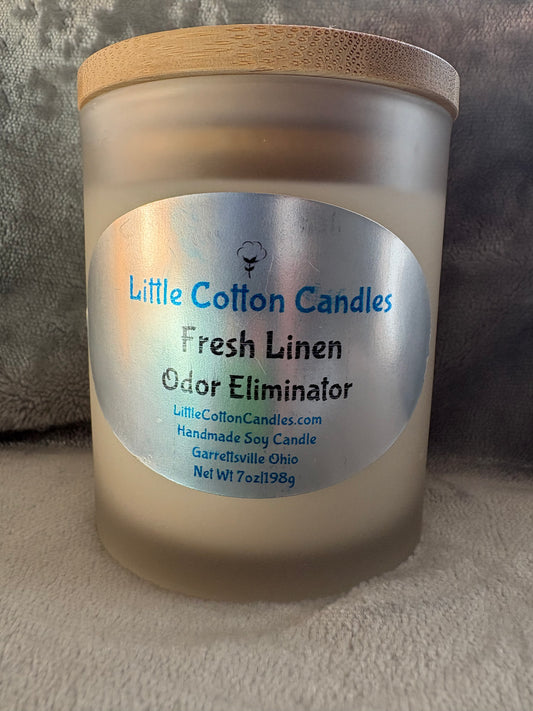 Little Cotton Candles
Fresh Linen
Odor Eliminator
LittleCottonCandles.com
Handmade Soy Candle
Garrettsville Ohio
Net Wt 7oz|198g